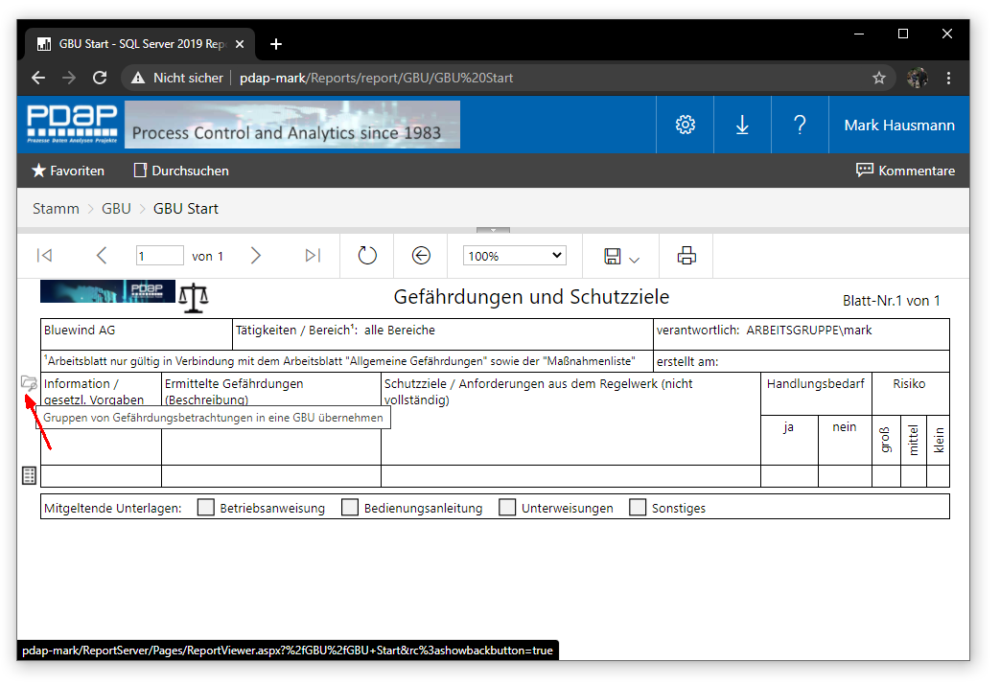 GBU Start - SQL Server 2019 Repo
Nicht sicher | pdap-mark/Reports/report/GBU/GBU%20Start
PDAP
Prozesse Daten Analysen Projekte
Process Control and Analytics since 1983
?
Mark Hausmann
Favoriten Durchsuchen Kommentare
Stamm > GBU > GBU Start
1 von 1 100%
PDAP
Gefährdungen und Schutzziele
Blatt-Nr.1 von 1
Bluewind AG Tätigkeiten / Bereich¹: alle Bereiche verantwortlich: ARBEITSGRUPPE\mark
¹Arbeitsblatt nur gültig in Verbindung mit dem Arbeitsblatt "Allgemeine Gefährdungen" sowie der "Maßnahmenliste" erstellt am:
Information / Ermittelte Gefährdungen Schutzziele / Anforderungen aus dem Regelwerk (nicht Handlungsbedarf Risiko
gesetzl. Vorgaben (Beschreibung) vollständig)
Gruppen von Gefährdungsbetrachtungen in eine GBU übernehmen
ja nein groß mittel klein
Mitgeltende Unterlagen: Betriebsanweisung Bedienungsanleitung Unterweisungen Sonstiges
pdap-mark/ReportServer/Pages/ReportViewer.aspx?%2fGBU%2fGBU+Start&rc%3ashowbackbutton=true